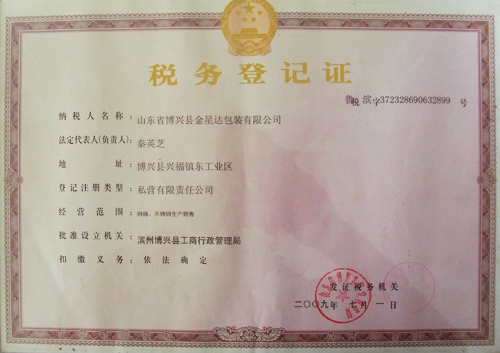 税务登记证
鲁税 滨字372328690632899 号
纳税人名称：山东省博兴县金星达包装有限公司
法定代表人(负责人)：秦英芝
地址：博兴县兴福镇东工业区
登记注册类型：私营有限责任公司
经营范围：
批准设立机关：滨州博兴县工商行政管理局
扣缴义务：依法确定
发证税务机关
二〇〇九年 七月 一日